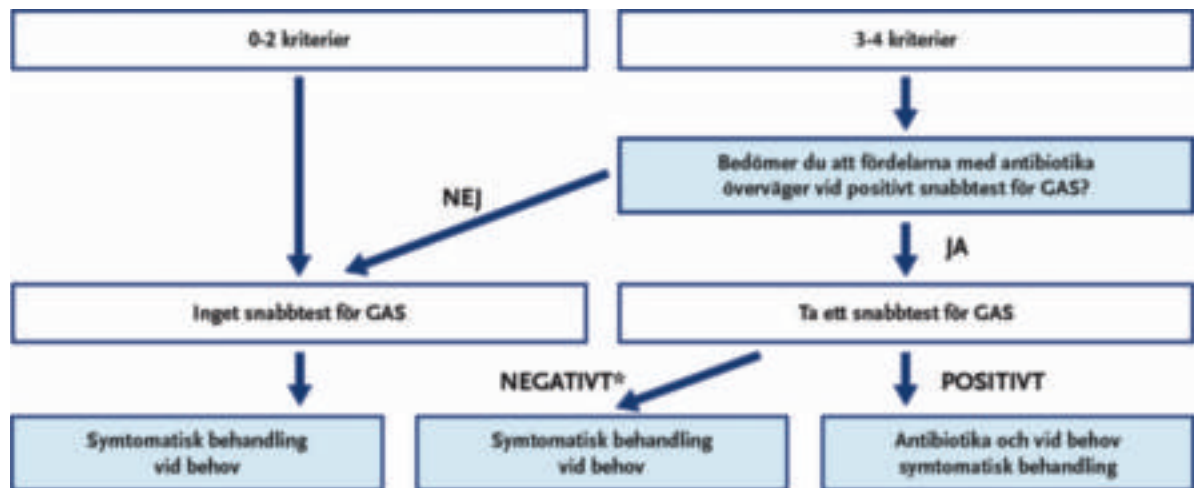 0-2 kriterier
3-4 kriterier
Bedömer du att fördelarna med antibiotika
överväger vid positivt snabbtest för GAS?
NEJ
JA
Inget snabbtest för GAS
Ta ett snabbtest för GAS
NEGATIVT*
POSITIVT
Symtomatisk behandling
vid behov
Symtomatisk behandling
vid behov
Antibiotika och vid behov
symtomatisk behandling